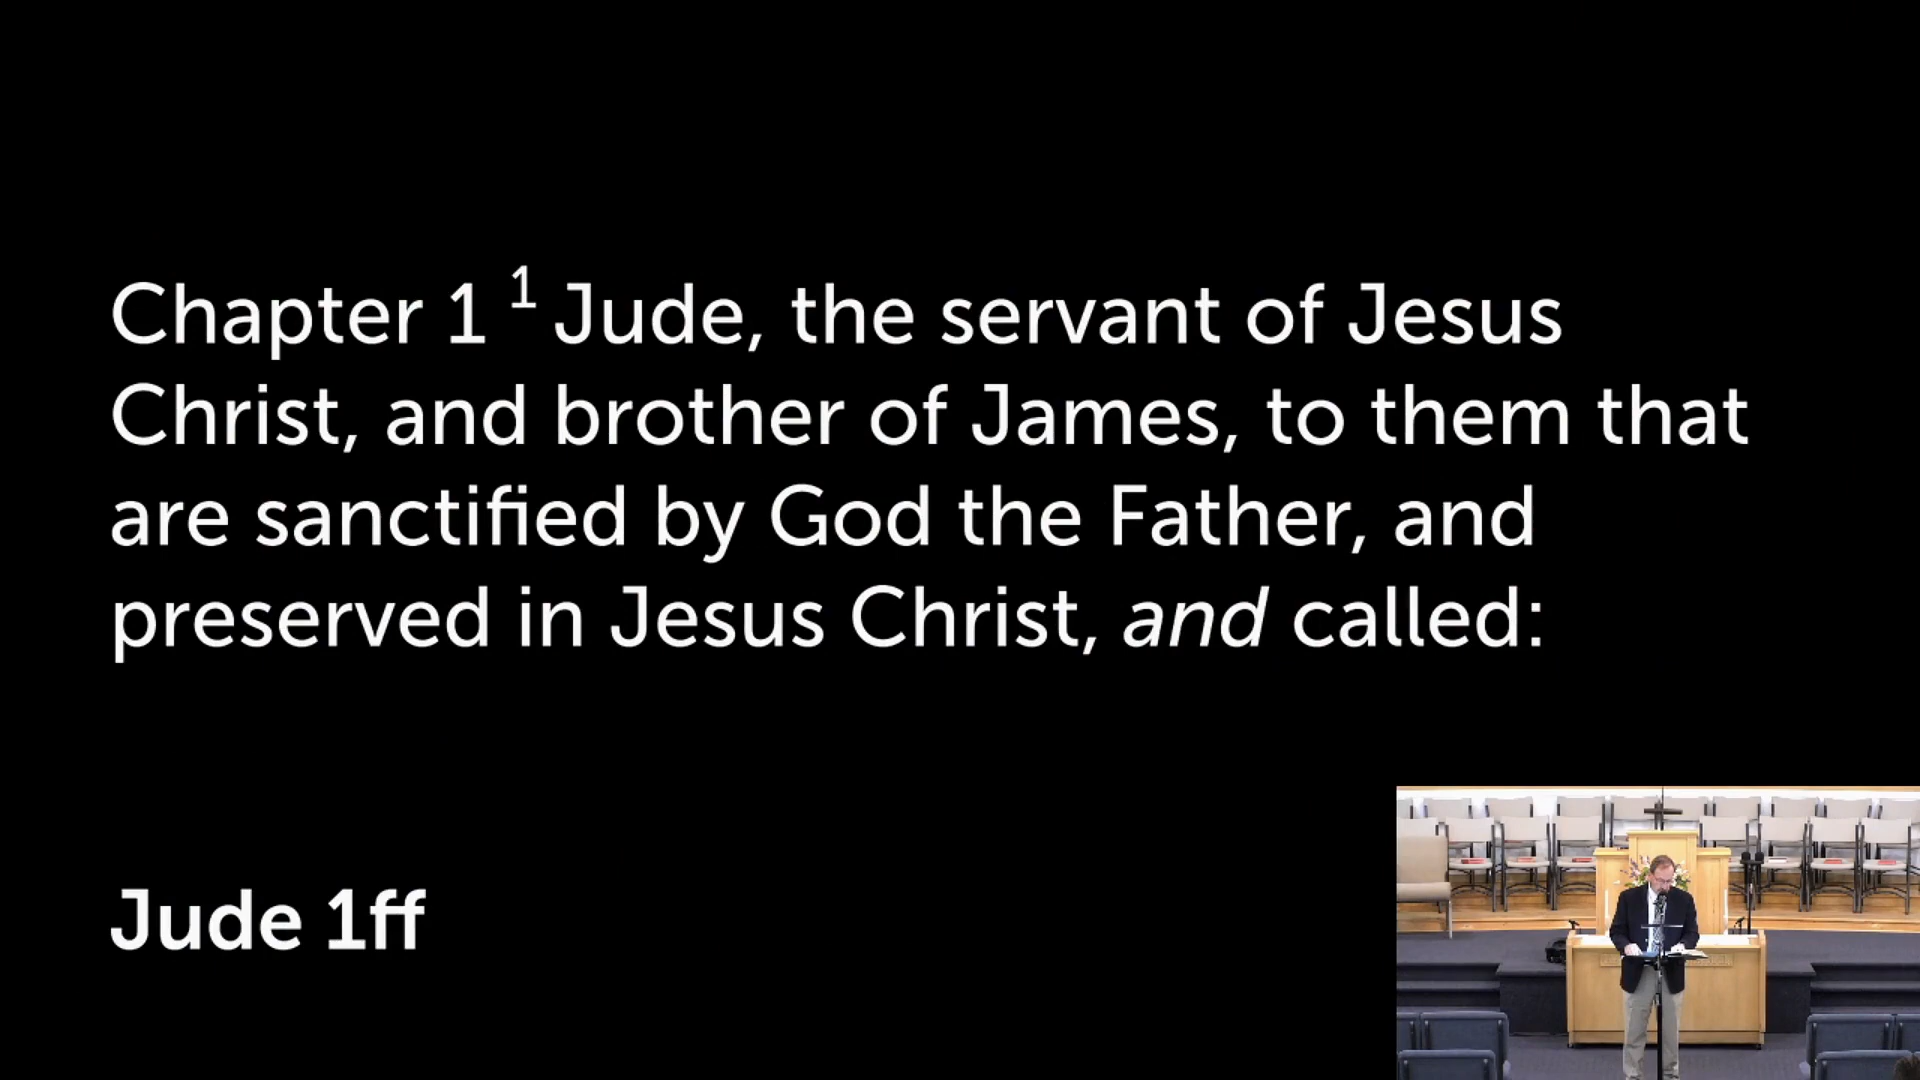 Chapter 1 ¹ Jude, the servant of Jesus
Christ, and brother of James, to them that
are sanctified by God the Father, and
preserved in Jesus Christ, and called:
Jude 1ff